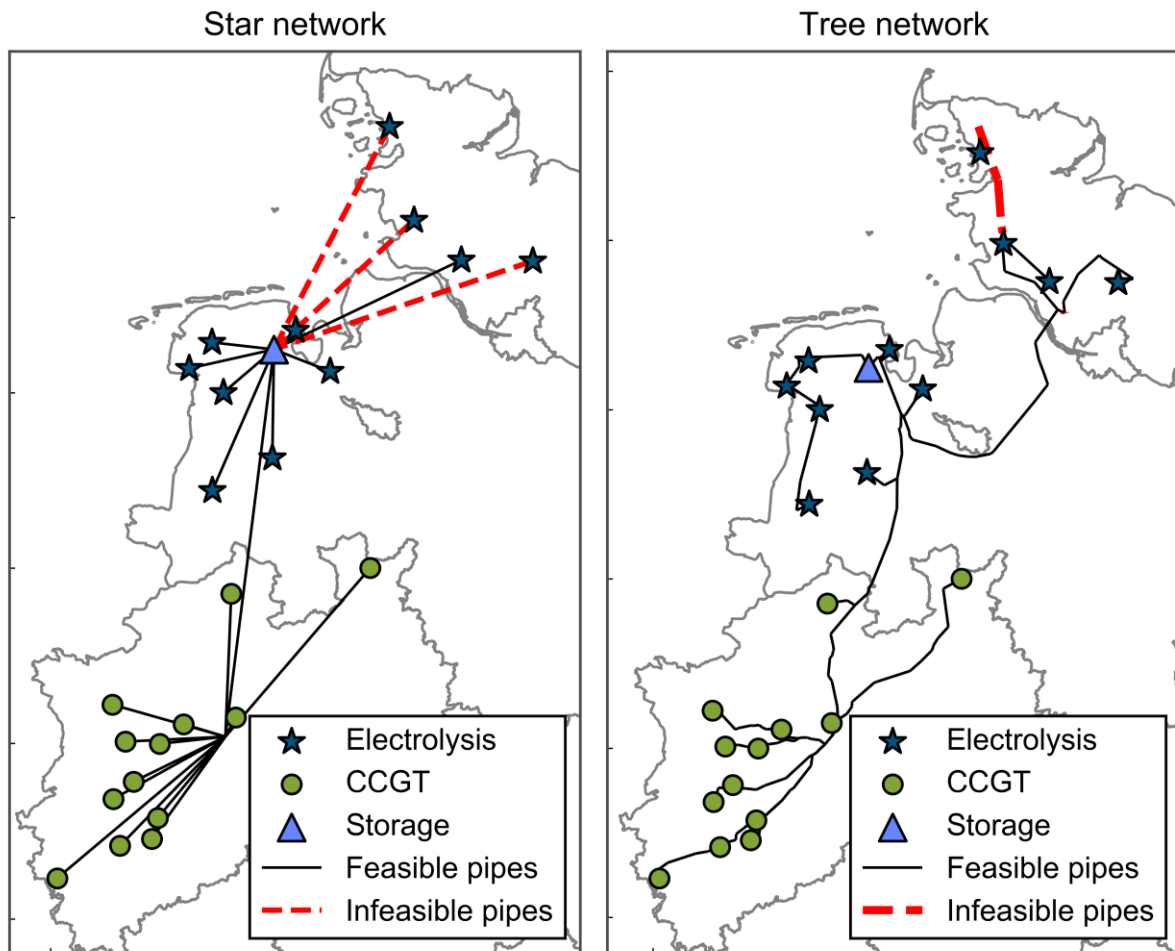 Star network
Tree network
Electrolysis
CCGT
Storage
Feasible pipes
Infeasible pipes
Electrolysis
CCGT
Storage
Feasible pipes
Infeasible pipes